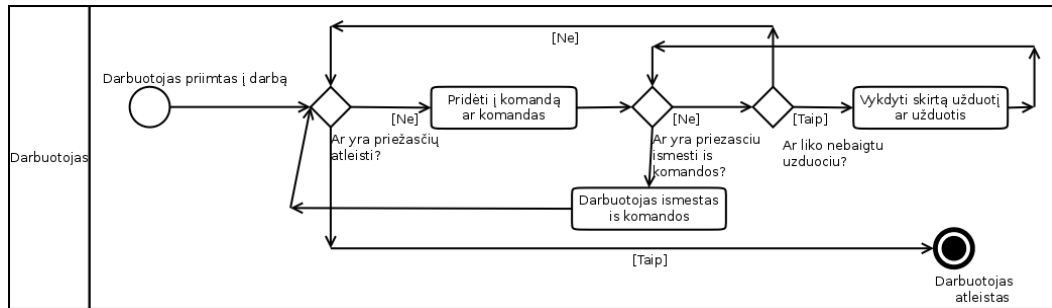 [Ne]
Darbuotojas priimtas į darbą
Pridėti į komandą
ar komandas
Vykdyti skirtą užduotį
ar užduotis
[Ne]
[Ne]
[Taip]
Ar yra priežasčių
atleisti?
Ar yra priezasciu
ismesti is
komandos?
Ar liko nebaigtu
uzduociu?
Darbuotojas
Darbuotojas ismestas
is komandos
[Taip]
Darbuotojas
atleistas